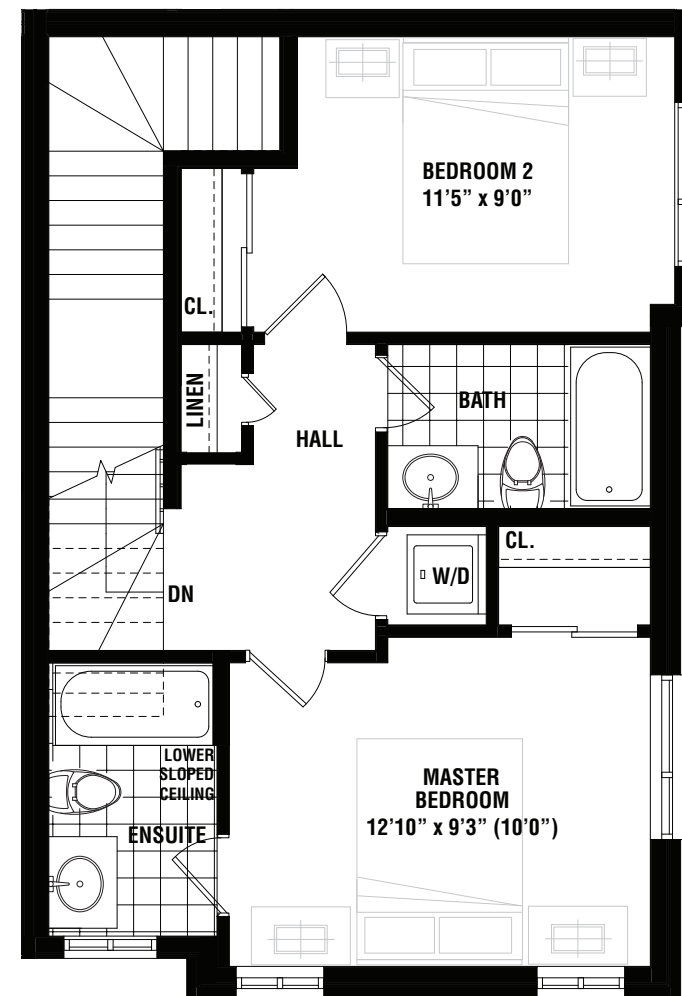 BEDROOM 2
11’5” x 9’0”
CL.
LINEN
BATH
HALL
CL.
W/D
DN
LOWER
SLOPED
CEILING
MASTER
BEDROOM
12’10” x 9’3” (10’0”)
ENSUITE